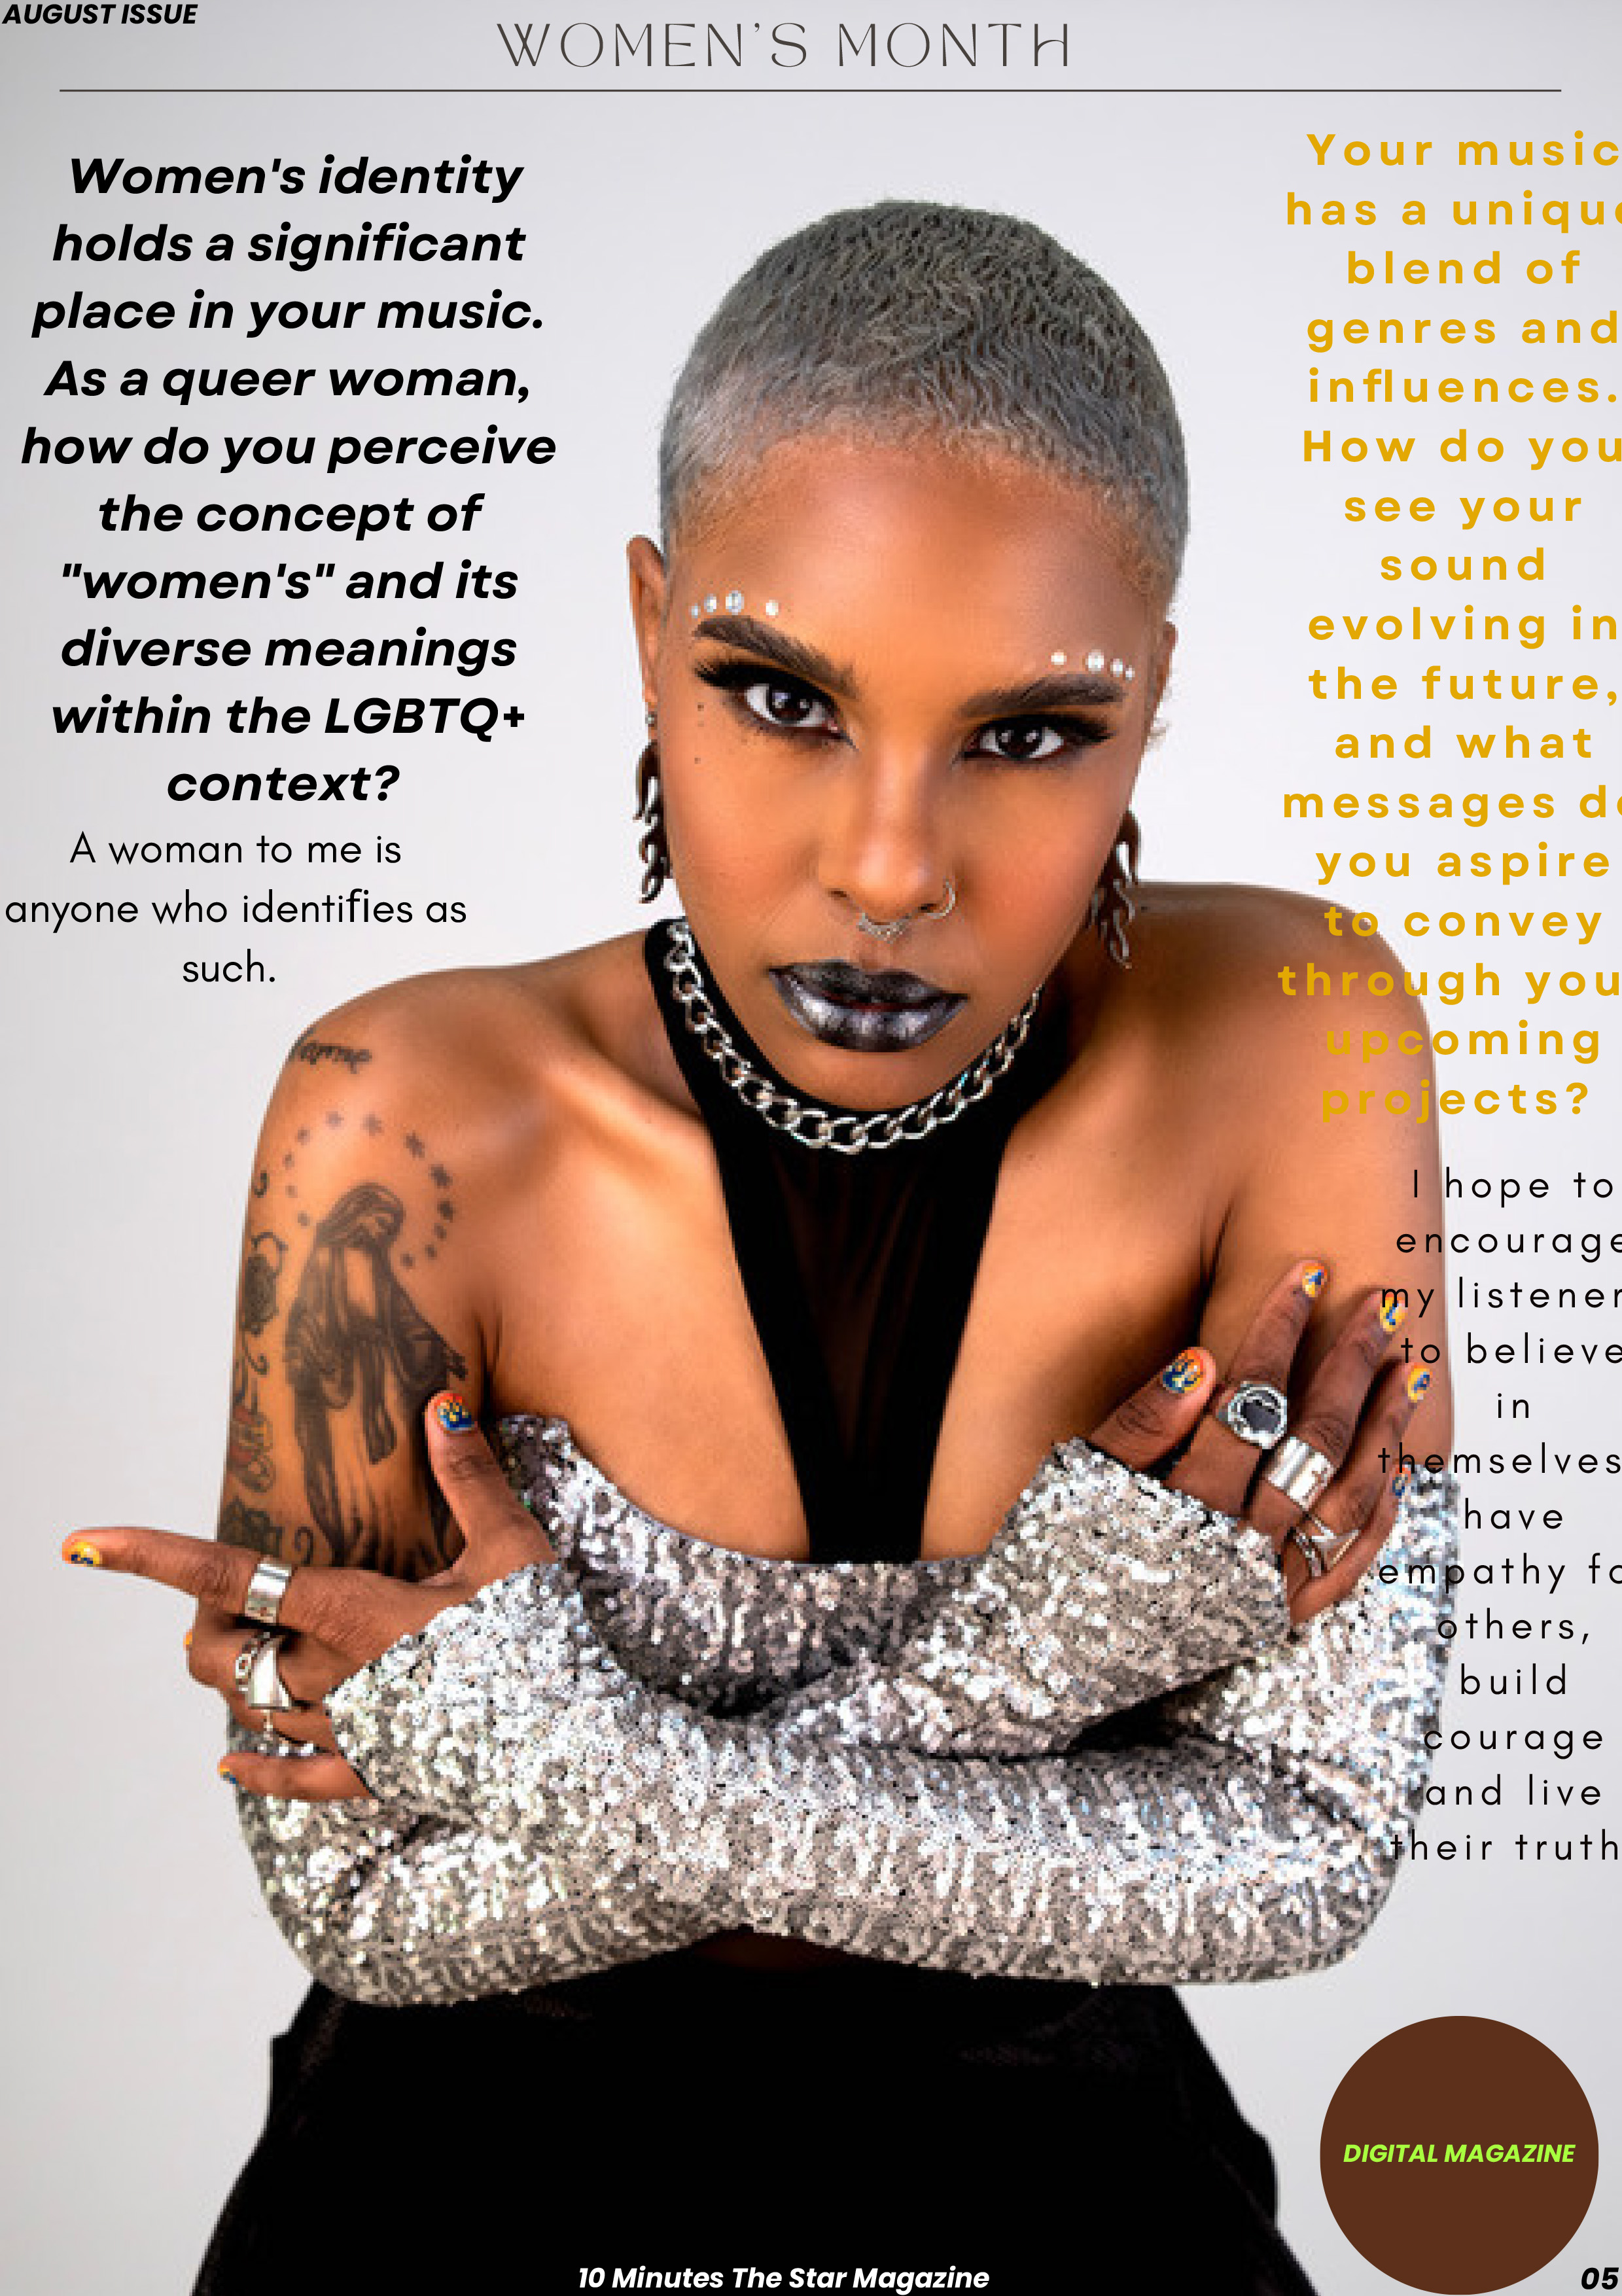 AUGUST ISSUE
WOMEN'S MONTH
Women's identity
holds a significant
place in your music.
As a queer woman,
how do you perceive
the concept of
"women's" and its
diverse meanings
within the LGBTQ+
context?
A woman to me is
anyone who identifies as
such.
Your music
has a unique
blend of
genres and
influences.
How do you
see your
sound
evolving in
the future,
and what
messages do
you aspire
to convey
through you
upcoming
projects?
I hope to
encourage
my listener
to believe
in
themselves
have
empathy fo
others,
build
courage
and live
their truth
DIGITAL MAGAZINE
10 Minutes The Star Magazine
05